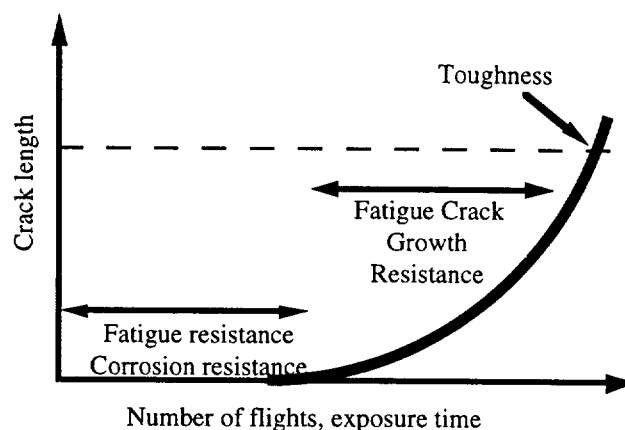 Toughness
Crack length
Fatigue Crack
Growth
Resistance
Fatigue resistance
Corrosion resistance
Number of flights, exposure time